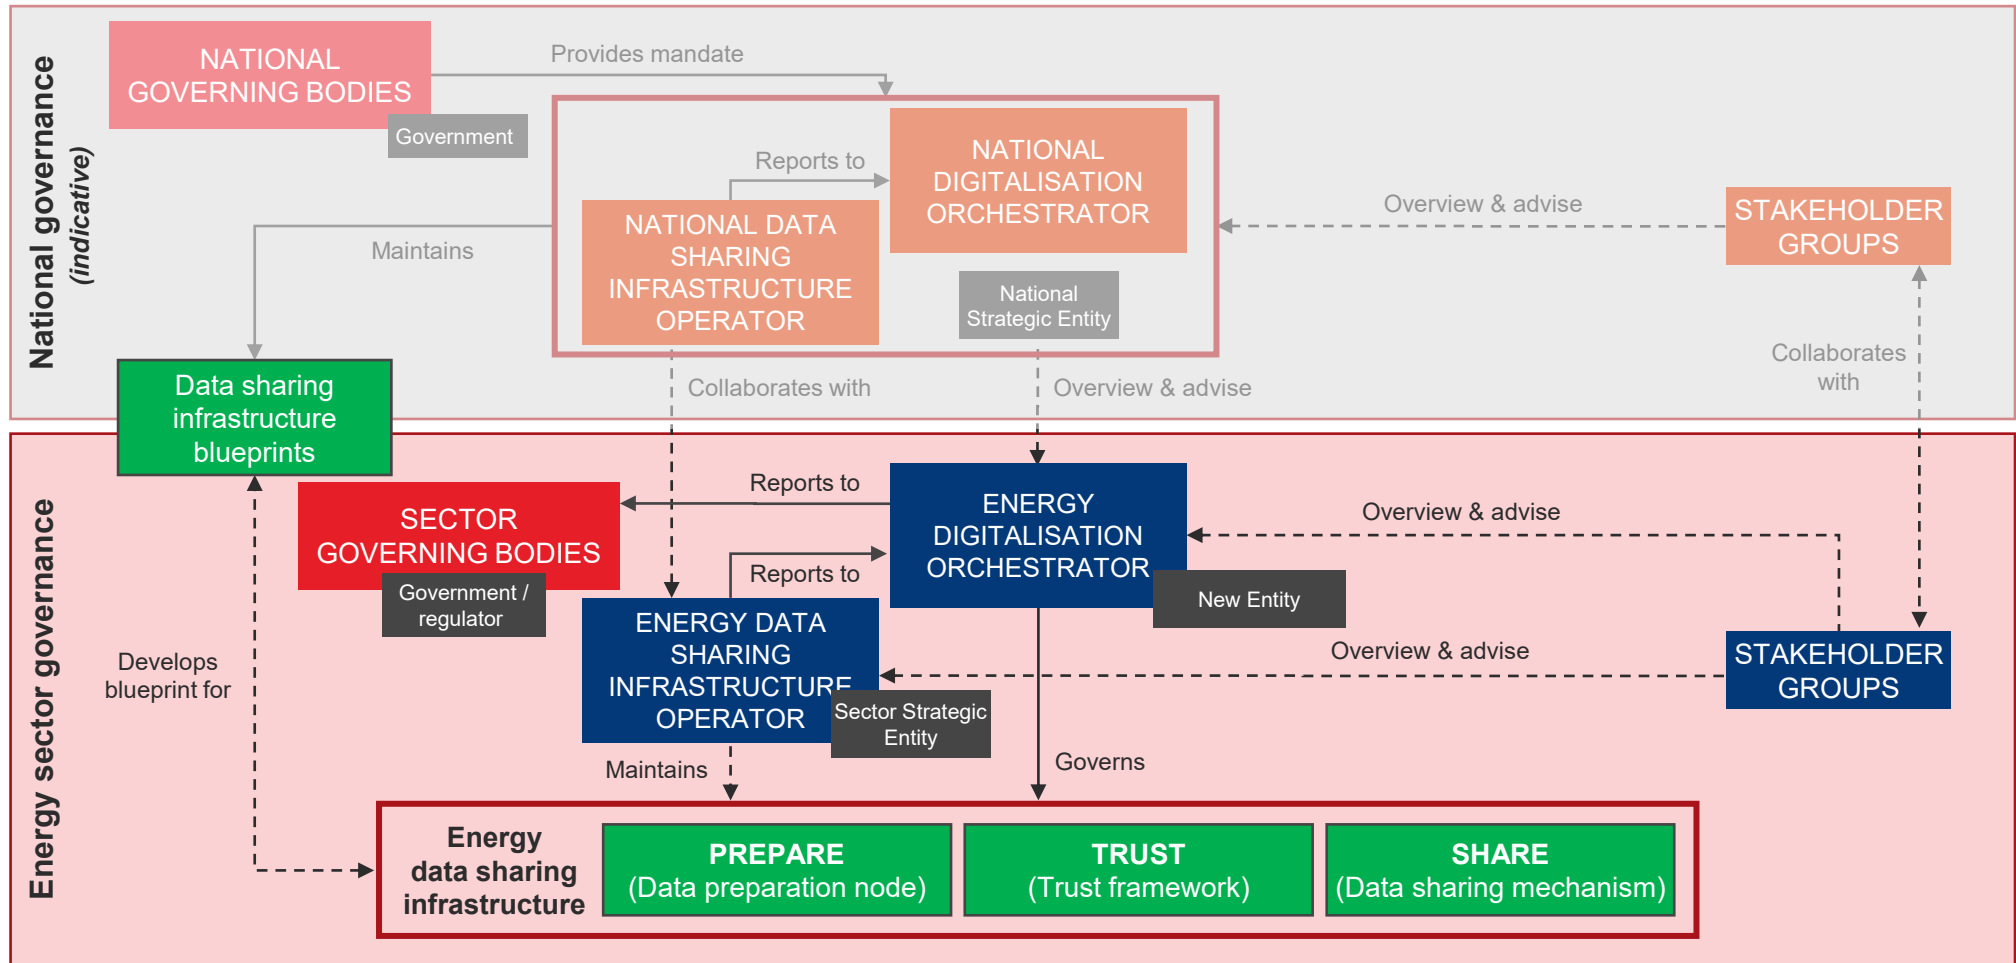 National governance
(indicative)
NATIONAL
GOVERNING BODIES
Government
Provides mandate
Reports to
NATIONAL
DIGITALISATION
ORCHESTRATOR
NATIONAL DATA
SHARING
INFRASTRUCTURE
OPERATOR
National
Strategic Entity
Overview & advise
STAKEHOLDER
GROUPS
Maintains
Data sharing
infrastructure
blueprints
Collaborates with
Overview & advise
Collaborates
with
Energy sector governance
Reports to
SECTOR
GOVERNING BODIES
Government /
regulator
ENERGY
DIGITALISATION
ORCHESTRATOR
New Entity
Reports to
Overview & advise
ENERGY DATA
SHARING
INFRASTRUCTURE
OPERATOR
Sector Strategic
Entity
Overview & advise
STAKEHOLDER
GROUPS
Develops
blueprint for
Maintains
Governs
Energy
data sharing
infrastructure
PREPARE
(Data preparation node)
TRUST
(Trust framework)
SHARE
(Data sharing mechanism)